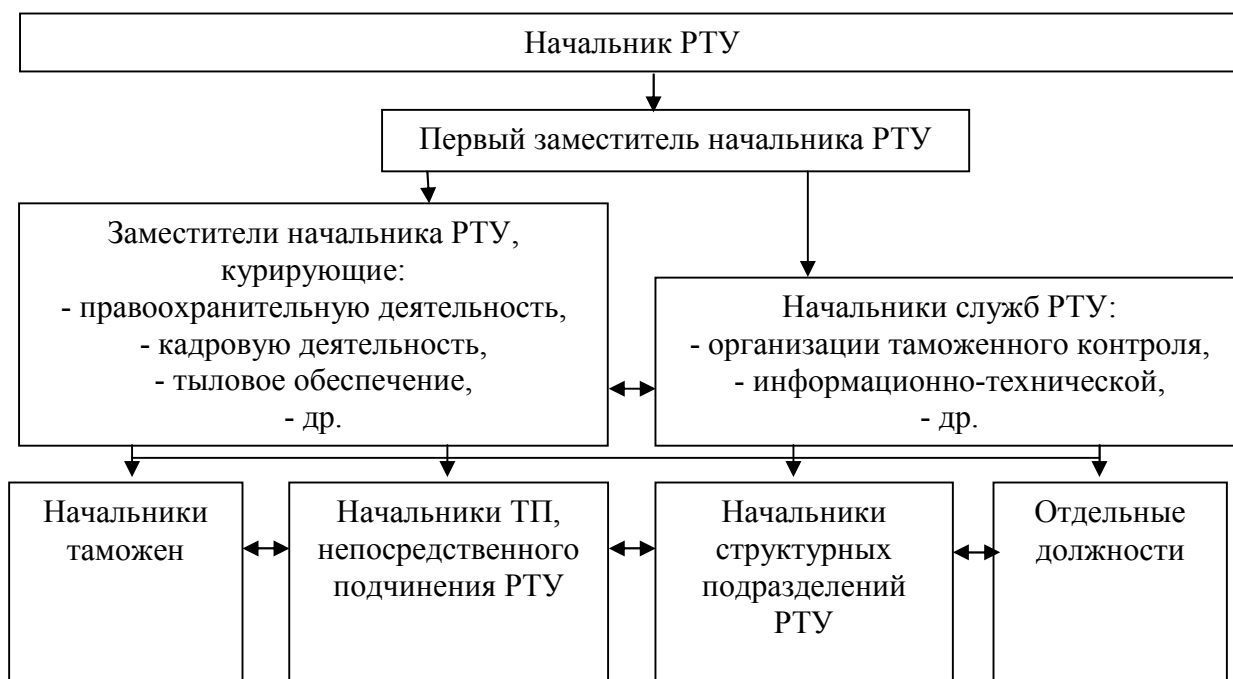 Начальник РТУ
Первый заместитель начальника РТУ
Заместители начальника РТУ,
курирующие:
- правоохранительную деятельность,
- кадровую деятельность,
- тыловое обеспечение,
- др.
Начальники служб РТУ:
- организации таможенного контроля,
- информационно-технической,
- др.
Начальники
таможен
Начальники ТП,
непосредственного
подчинения РТУ
Начальники
структурных
подразделений
РТУ
Отдельные
должности